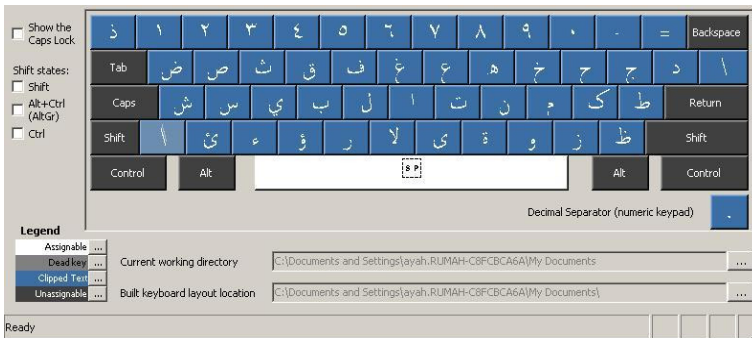 Show the
Caps Lock
Shift states:
Shift
Alt+Ctrl
(AltGr)
Ctrl
ذ ١ ٢ ٣ ٤ ٥ ٦ ٧ ٨ ٩ ٠ - = Backspace
Tab ض ص ث ق ف غ ع ه خ ح ج د \
Caps ش س ي ب ل ا ت ن م ك ط Return
Shift \ ئ ء ؤ ر لا ى ة و ز ظ Shift
Control Alt SP Alt Control
Decimal Separator (numeric keypad) .
Legend
Assignable ...
Dead key ...
Clipped Text ...
Unassignable ...
Current working directory C:\Documents and Settings\ayah.RUMAH-C8FCBCA6A\My Documents ...
Built keyboard layout location C:\Documents and Settings\ayah.RUMAH-C8FCBCA6A\My Documents\ ...
Ready